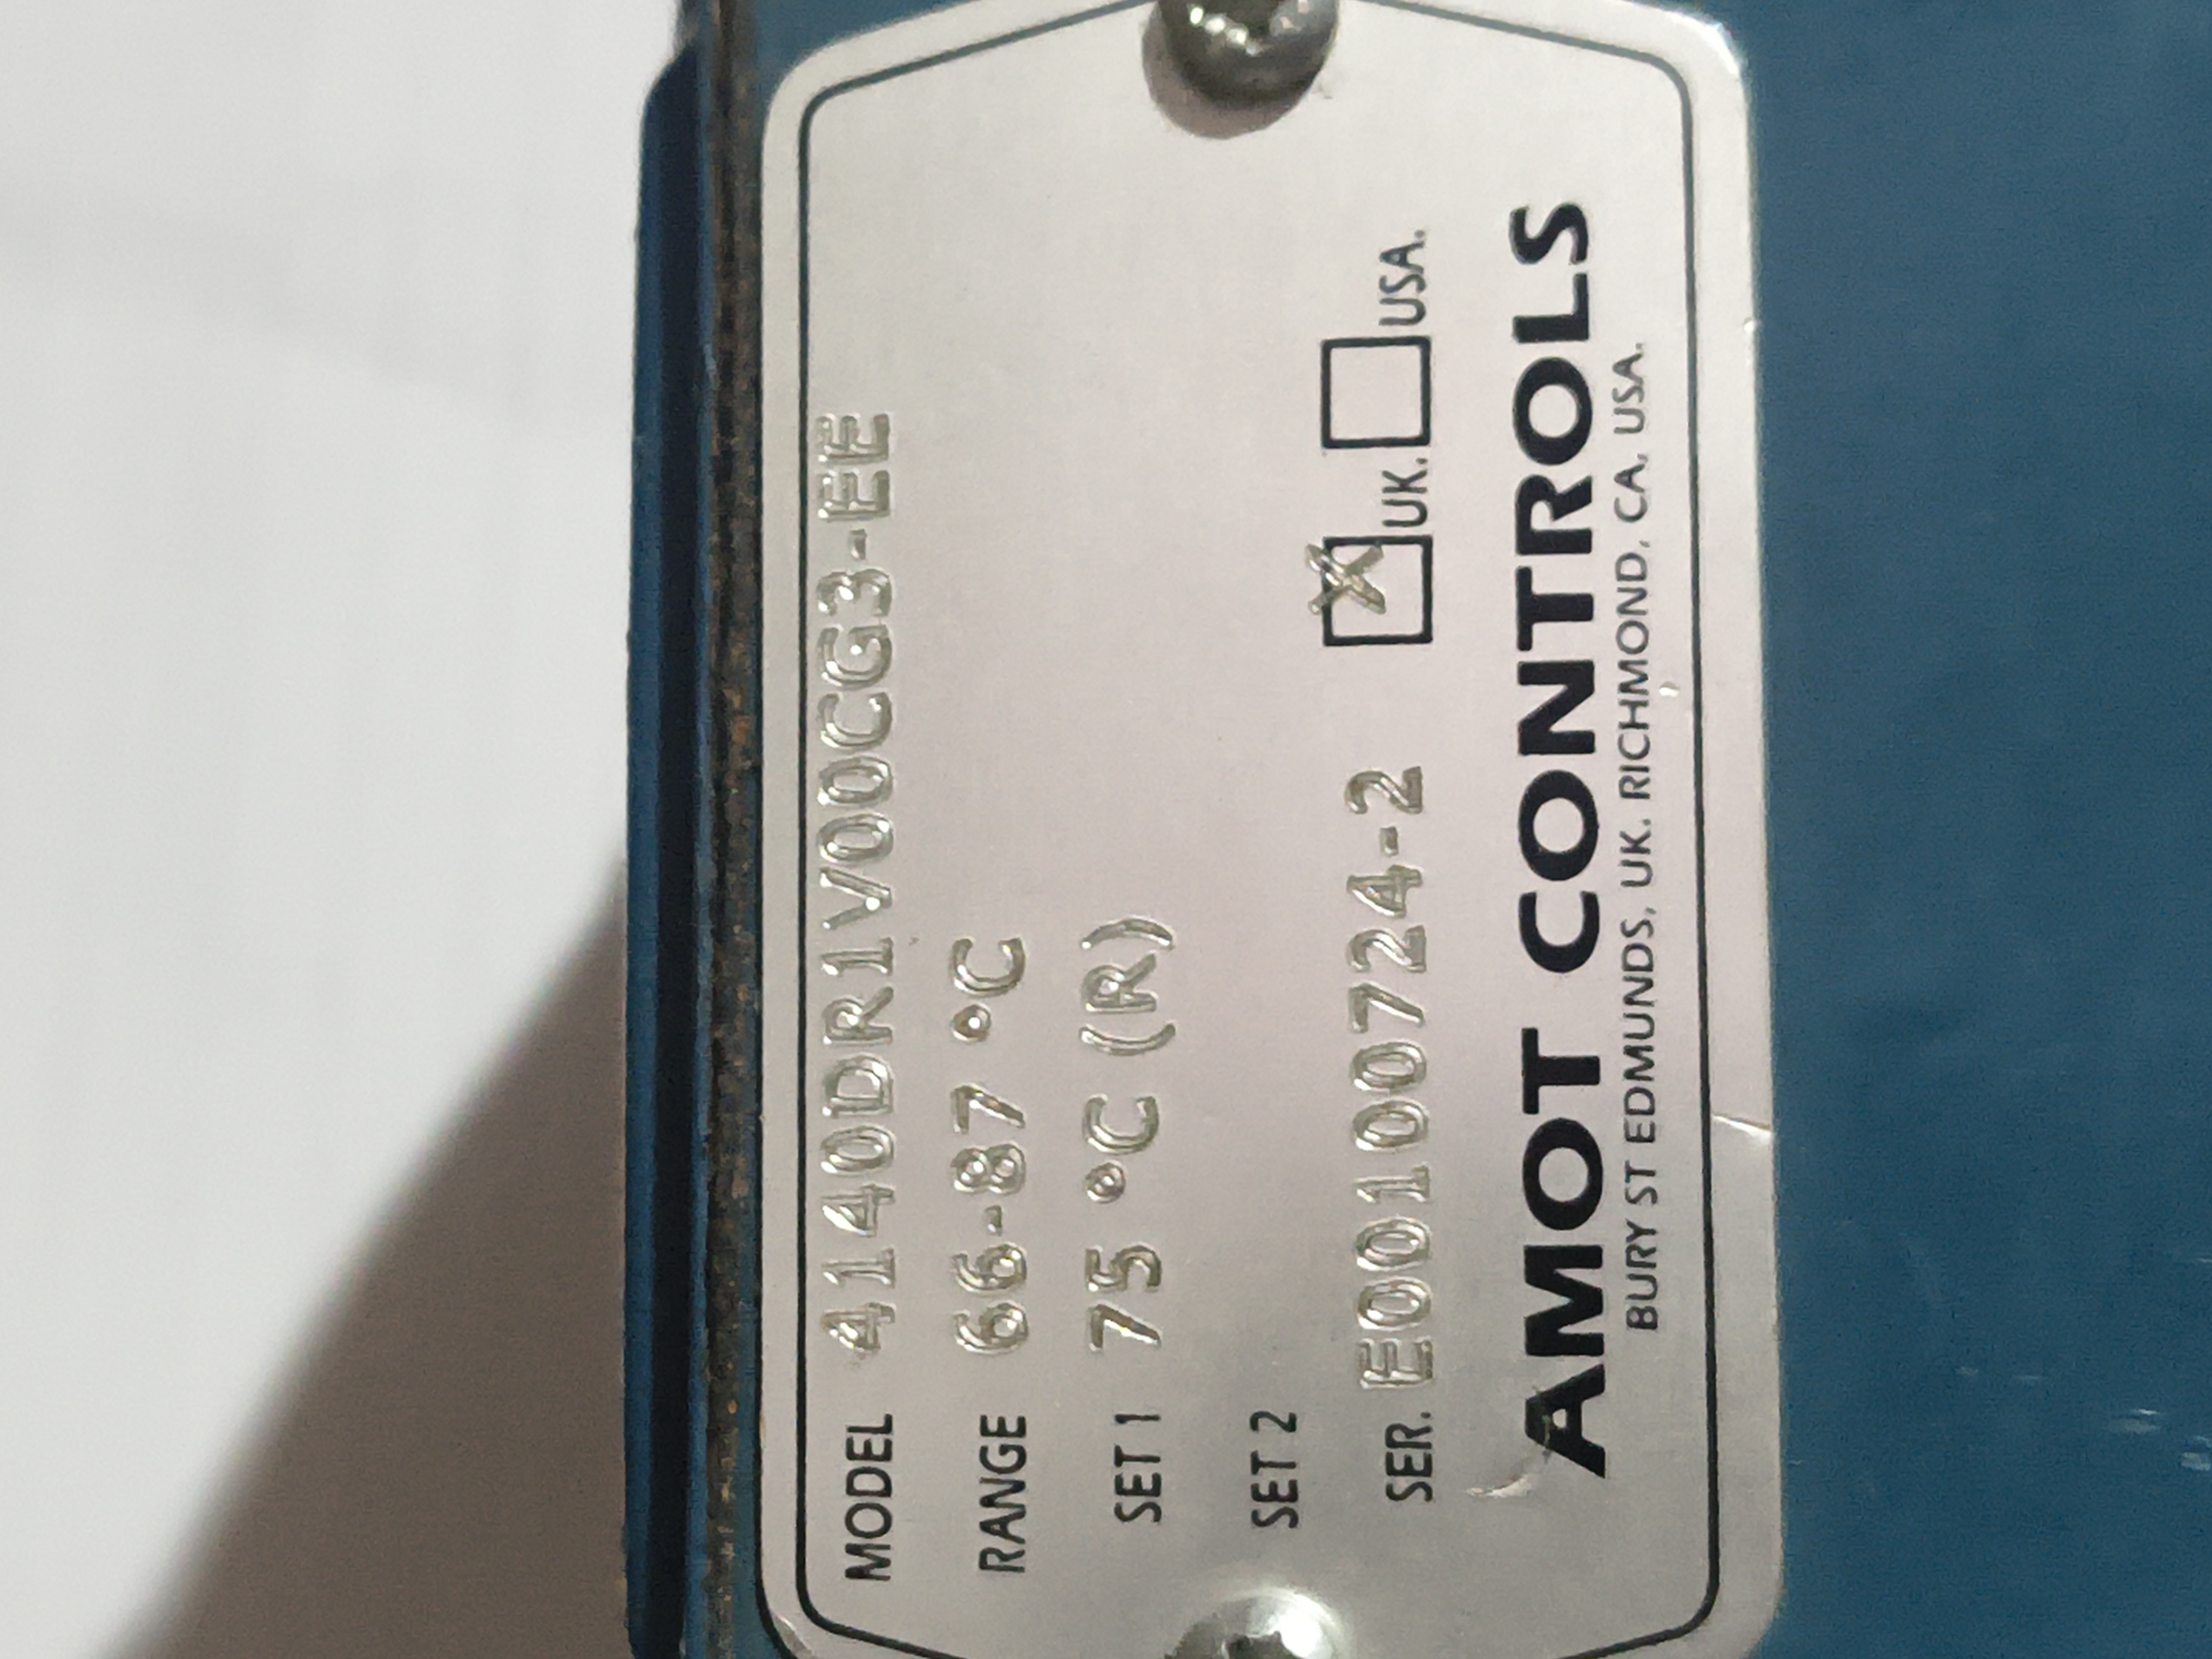 MODEL 4140DR1V00CG3-EE
RANGE 66-87 °C
SET 1 75 °C (R)
SET 2
SER. E00100724-2 X UK. USA.
AMOT CONTROLS
BURY ST EDMUNDS, UK. RICHMOND, CA, USA.